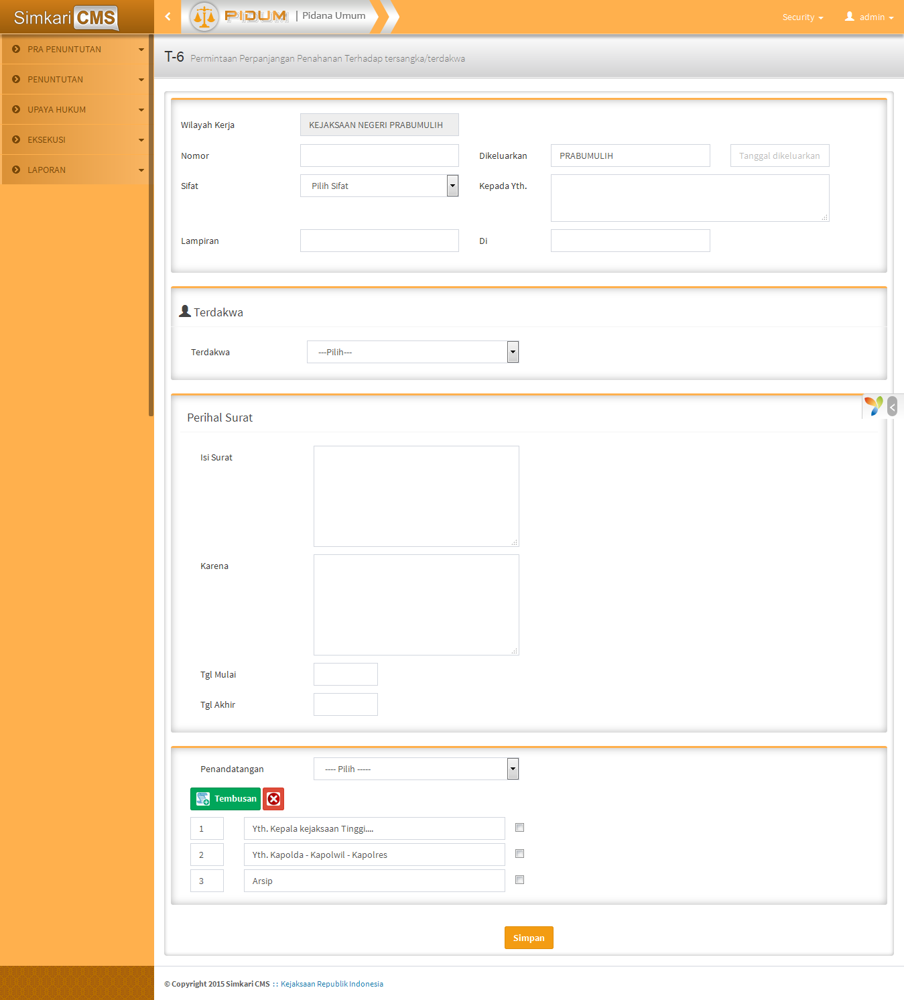 Simkari CMS
PIDUM | Pidana Umum
Security
admin
PRA PENUNTUTAN
PENUNTUTAN
UPAYA HUKUM
EKSEKUSI
LAPORAN
T-6 Permintaan Perpanjangan Penahanan Terhadap tersangka/terdakwa
Wilayah Kerja KEJAKSAAN NEGERI PRABUMULIH
Nomor Dikeluarkan PRABUMULIH Tanggal dikeluarkan
Sifat Pilih Sifat Kepada Yth.
Lampiran Di
Terdakwa
Terdakwa ---Pilih---
Perihal Surat
Isi Surat
Karena
Tgl Mulai
Tgl Akhir
Penandatangan ---- Pilih -----
Tembusan
1 Yth. Kepala kejaksaan Tinggi....
2 Yth. Kapolda - Kapolwil - Kapolres
3 Arsip
Simpan
© Copyright 2015 Simkari CMS :: Kejaksaan Republik Indonesia